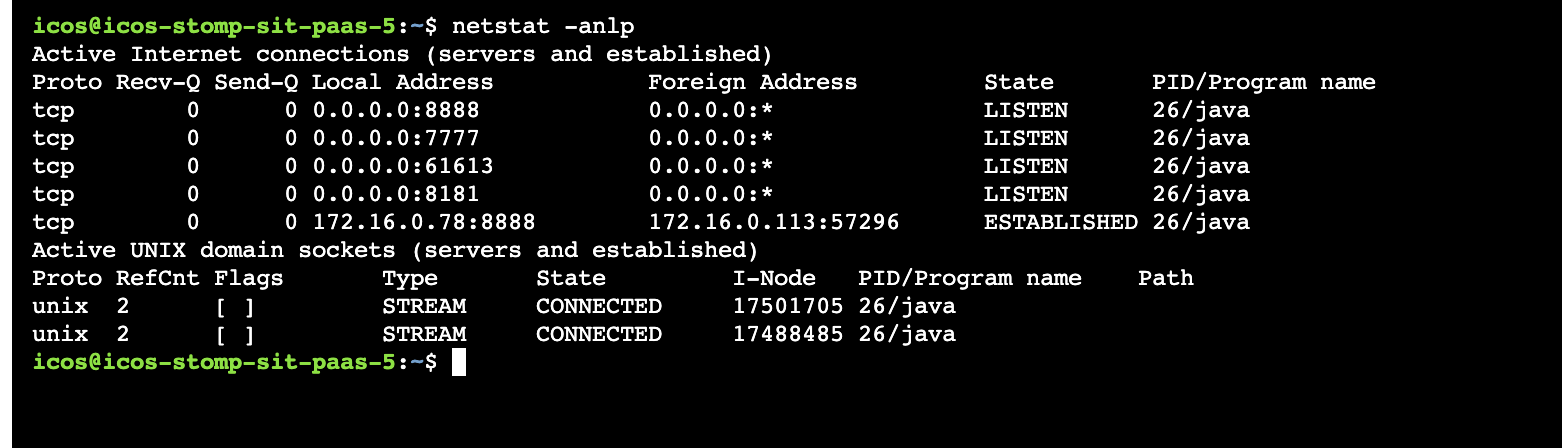 icos@icos-stomp-sit-paas-5:~$ netstat -anlp
Active Internet connections (servers and established)
Proto Recv-Q Send-Q Local Address           Foreign Address         State       PID/Program name
tcp        0      0 0.0.0.0:8888            0.0.0.0:*               LISTEN      26/java
tcp        0      0 0.0.0.0:7777            0.0.0.0:*               LISTEN      26/java
tcp        0      0 0.0.0.0:61613           0.0.0.0:*               LISTEN      26/java
tcp        0      0 0.0.0.0:8181            0.0.0.0:*               LISTEN      26/java
tcp        0      0 172.16.0.78:8888        172.16.0.113:57296      ESTABLISHED 26/java
Active UNIX domain sockets (servers and established)
Proto RefCnt Flags       Type       State         I-Node   PID/Program name    Path
unix  2      [ ]         STREAM     CONNECTED     17501705 26/java
unix  2      [ ]         STREAM     CONNECTED     17488485 26/java
icos@icos-stomp-sit-paas-5:~$